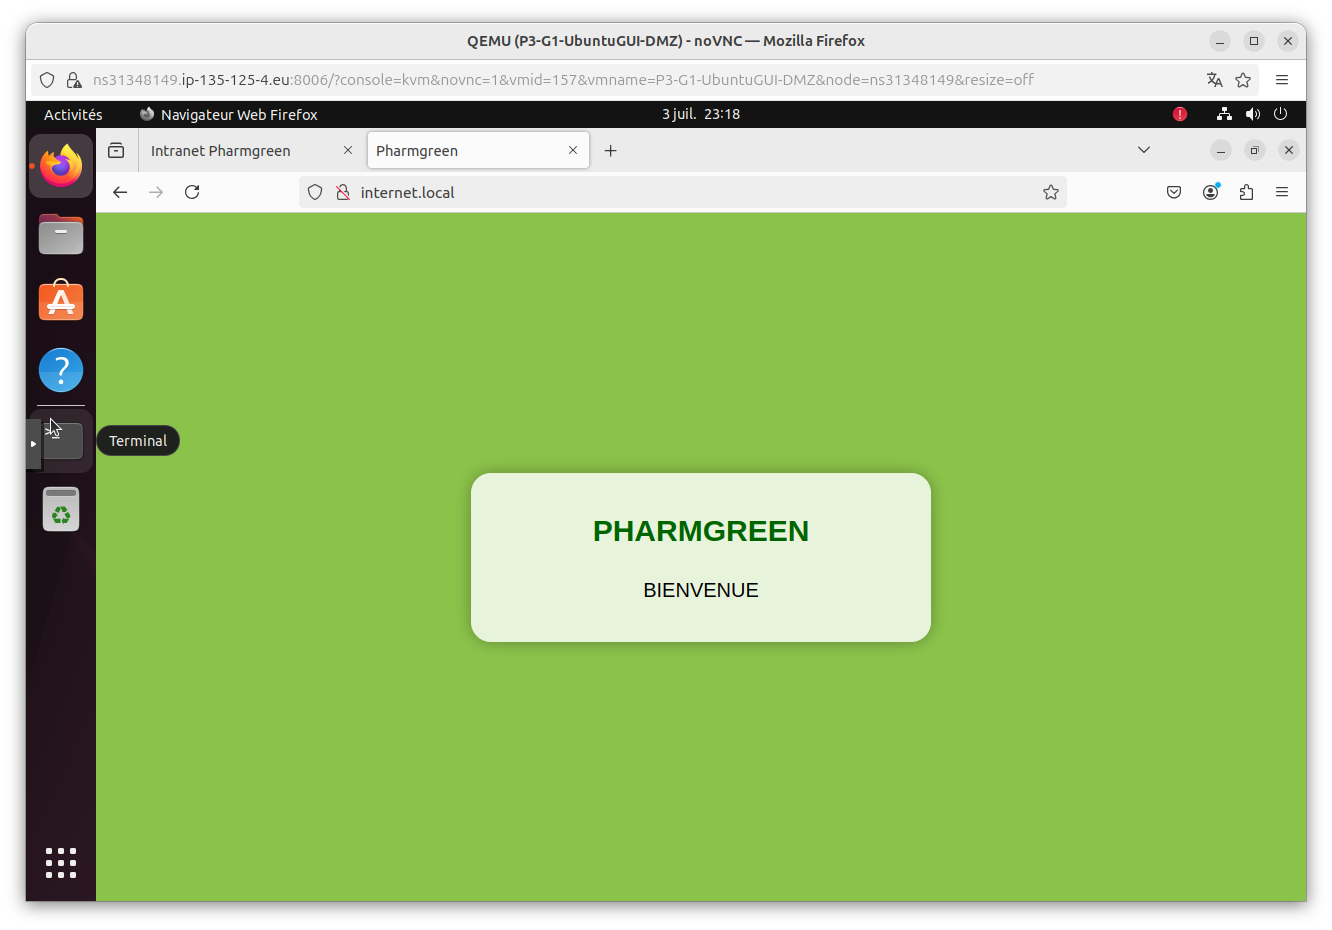 QEMU (P3-G1-UbuntuGUI-DMZ) - noVNC — Mozilla Firefox
ns31348149.ip-135-125-4.eu:8006/?console=kvm&novnc=1&vmid=157&vmname=P3-G1-UbuntuGUI-DMZ&node=ns31348149&resize=off
Activités Navigateur Web Firefox 3 juil. 23:18
Intranet Pharmgreen Pharmgreen
internet.local
Terminal
PHARMGREEN
BIENVENUE